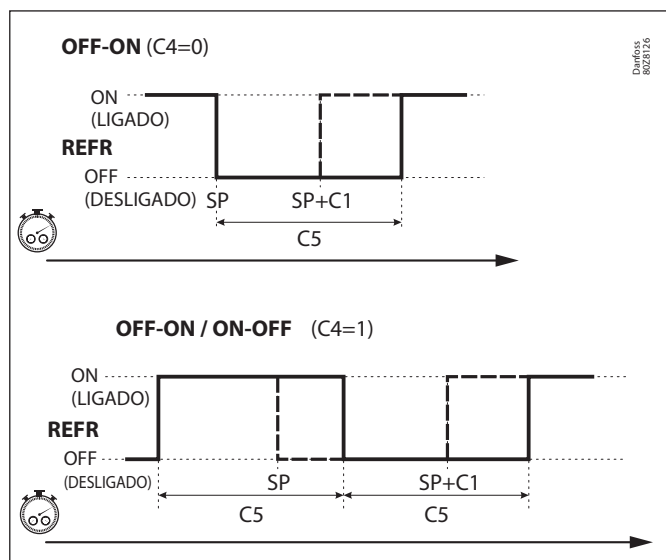 OFF-ON (C4=0)
Danfoss
80Z8126
ON
(LIGADO)
REFR
OFF
(DESLIGADO) SP SP+C1
C5
OFF-ON / ON-OFF (C4=1)
ON
(LIGADO)
REFR
OFF
(DESLIGADO) SP SP+C1
C5 C5